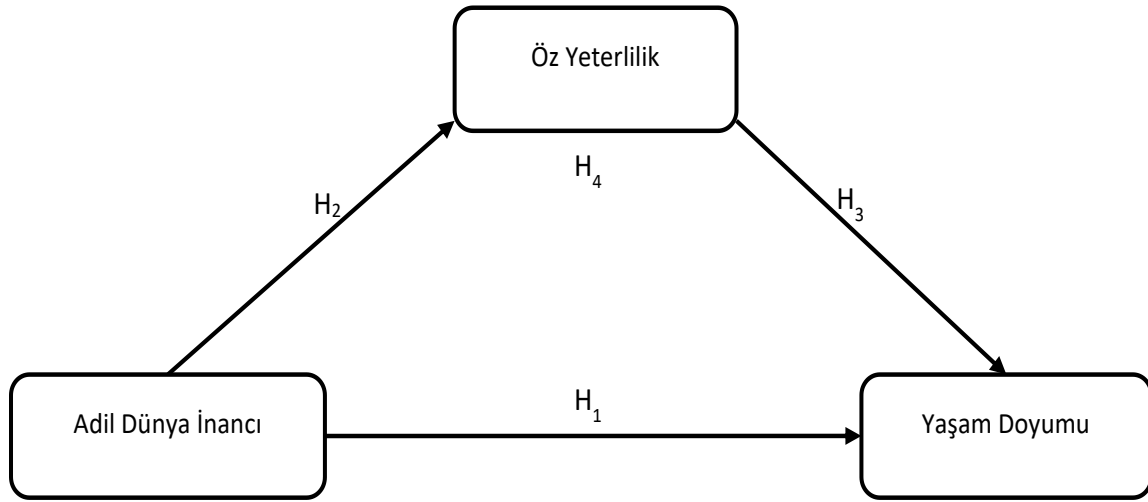 Öz Yeterlilik
H₄
H₂
H₃
Adil Dünya İnancı
H₁
Yaşam Doyumu